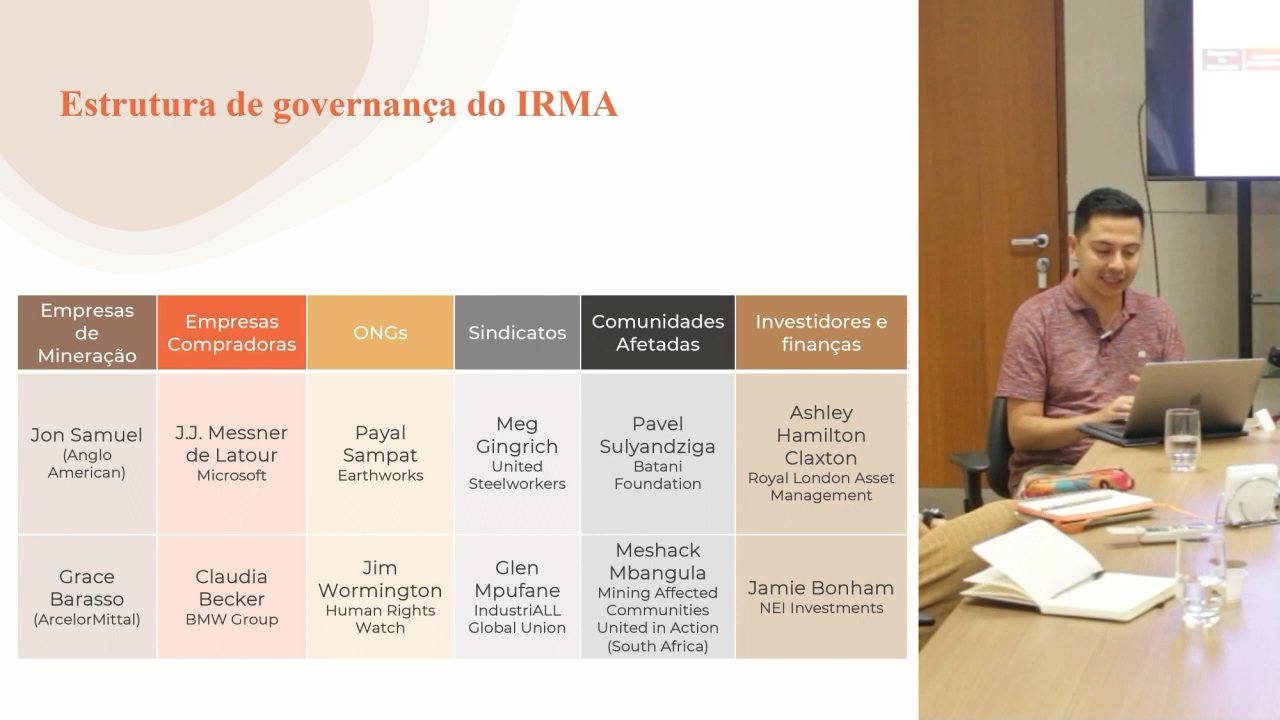 Estrutura de governança do IRMA
Empresas
de
Mineração
Empresas
Compradoras
ONGs
Sindicatos
Comunidades
Afetadas
Investidores e
finanças
Jon Samuel
(Anglo
American)
J.J. Messner
de Latour
Microsoft
Payal
Sampat
Earthworks
Meg
Gingrich
United
Steelworkers
Pavel
Sulyandziga
Batani
Foundation
Ashley
Hamilton
Claxton
Royal London Asset
Management
Grace
Barasso
(ArcelorMittal)
Claudia
Becker
BMW Group
Jim
Wormington
Human Rights
Watch
Glen
Mpufane
IndustriALL
Global Union
Meshack
Mbangula
Mining Affected
Communities
United in Action
(South Africa)
Jamie Bonham
NEI Investments